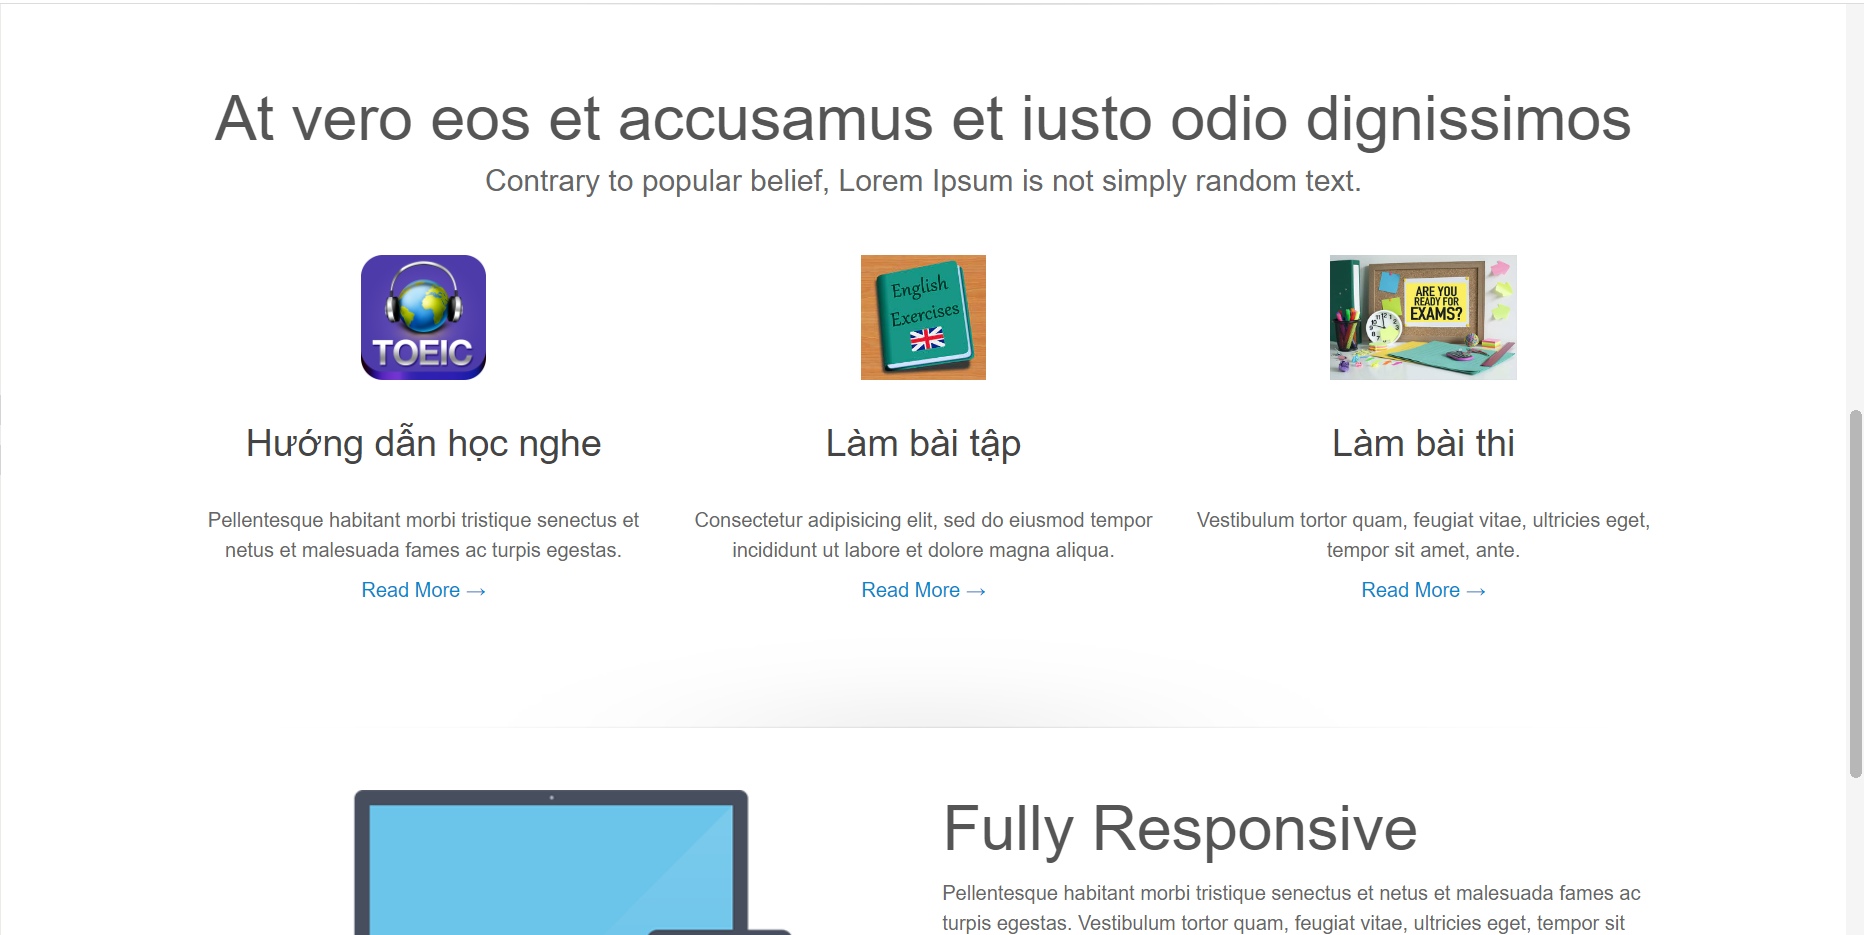 At vero eos et accusamus et iusto odio dignissimos
Contrary to popular belief, Lorem Ipsum is not simply random text.
TOEIC
English
Exercises
ARE YOU
READY FOR
EXAMS?
Hướng dẫn học nghe
Làm bài tập
Làm bài thi
Pellentesque habitant morbi tristique senectus et
netus et malesuada fames ac turpis egestas.
Read More →
Consectetur adipisicing elit, sed do eiusmod tempor
incididunt ut labore et dolore magna aliqua.
Read More →
Vestibulum tortor quam, feugiat vitae, ultricies eget,
tempor sit amet, ante.
Read More →
Fully Responsive
Pellentesque habitant morbi tristique senectus et netus et malesuada fames ac
turpis egestas. Vestibulum tortor quam, feugiat vitae, ultricies eget, tempor sit